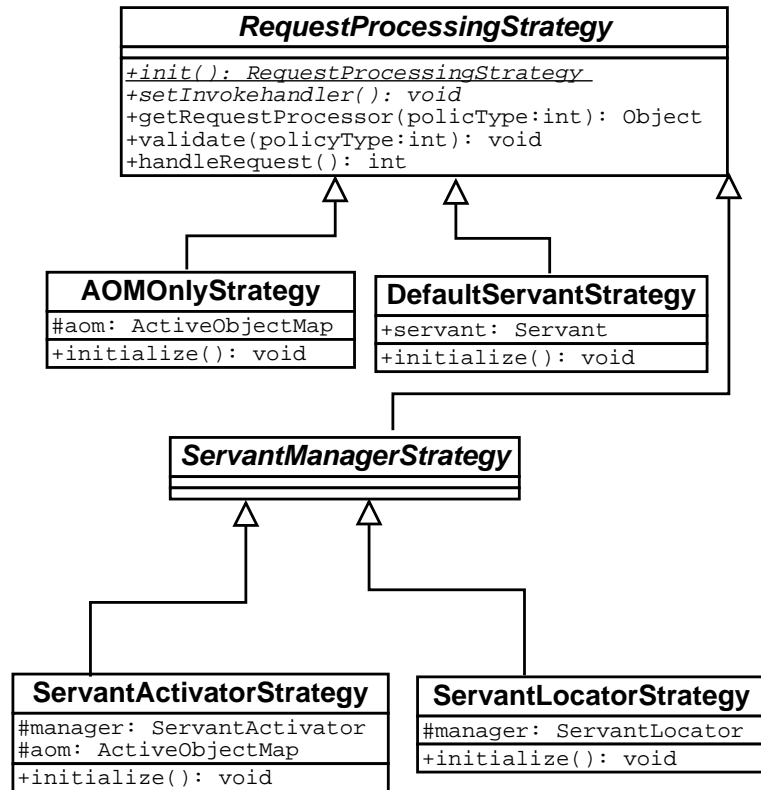 RequestProcessingStrategy
+init(): RequestProcessingStrategy
+setInvokehandler(): void
+getRequestProcessor(policType:int): Object
+validate(policyType:int): void
+handleRequest(): int
AOMOnlyStrategy
#aom: ActiveObjectMap
+initialize(): void
DefaultServantStrategy
+servant: Servant
+initialize(): void
ServantManagerStrategy
ServantActivatorStrategy
#manager: ServantActivator
#aom: ActiveObjectMap
+initialize(): void
ServantLocatorStrategy
#manager: ServantLocator
+initialize(): void